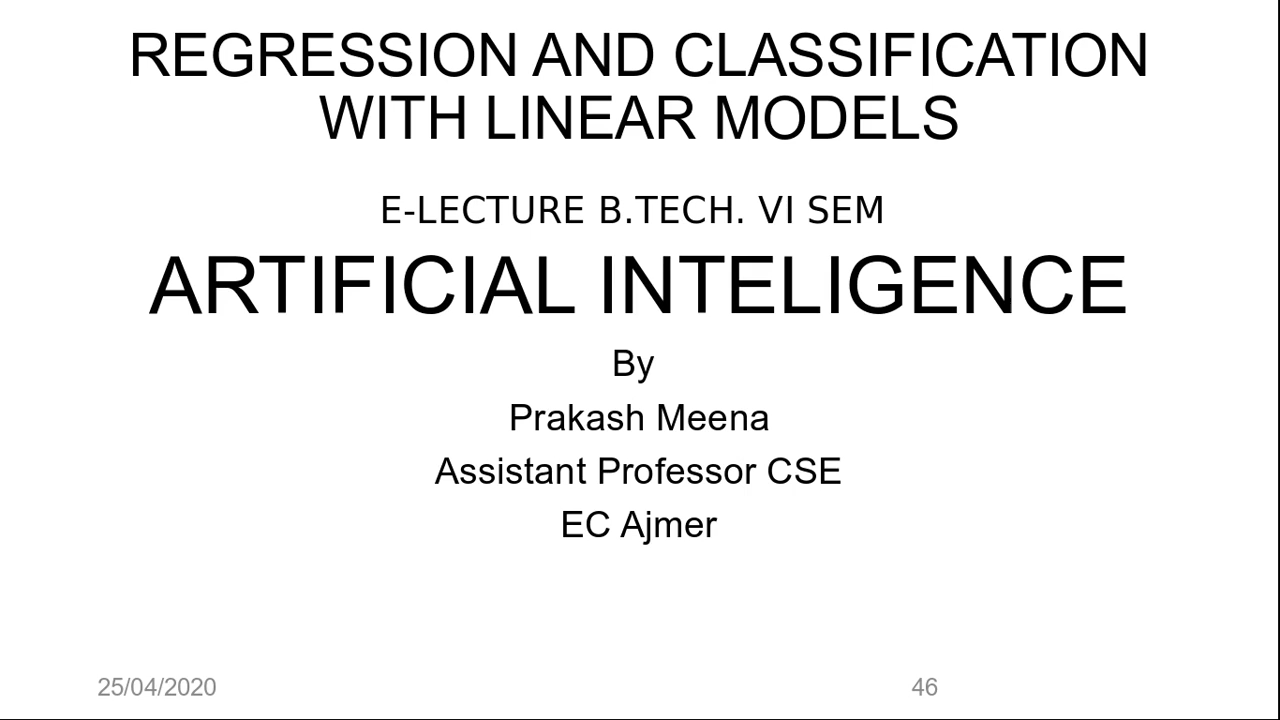 REGRESSION AND CLASSIFICATION
WITH LINEAR MODELS
E-LECTURE B.TECH. VI SEM
ARTIFICIAL INTELIGENCE
By
Prakash Meena
Assistant Professor CSE
EC Ajmer
25/04/2020
46